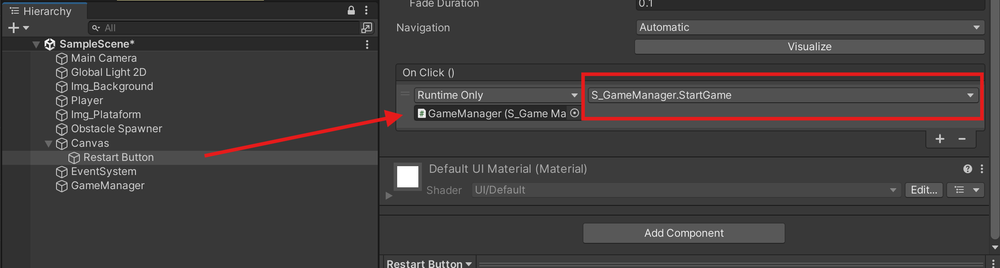 Hierarchy
All
SampleScene*
Main Camera
Global Light 2D
Img_Background
Player
Img_Plataform
Obstacle Spawner
Canvas
Restart Button
EventSystem
GameManager
Fade Duration
0.1
Navigation
Automatic
Visualize
On Click ()
Runtime Only
S_GameManager.StartGame
# GameManager (S_Game Ma
Default UI Material (Material)
Shader
UI/Default
Edit...
Add Component
Restart Button